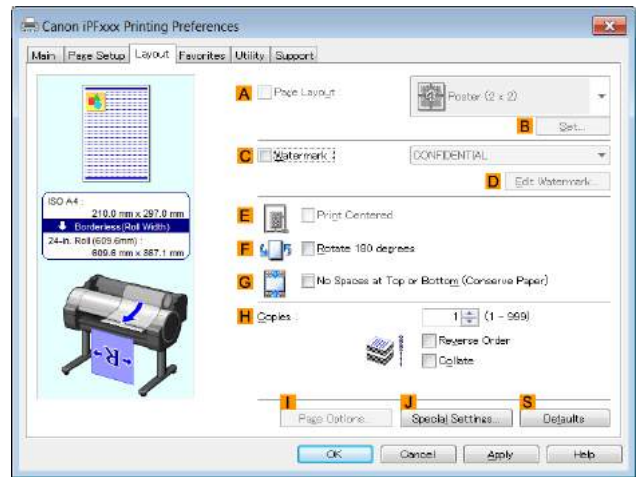 Canon iPFxxx Printing Preferences
Main Page Setup Layout Favorites Utility Support
A Page Layout : Poster (2 x 2)
B Set...
C Watermark : CONFIDENTIAL
D Edit Watermark...
ISO A4 :
210.0 mm x 297.0 mm
Borderless (Roll Width)
24-in. Roll (609.6mm) :
609.6 mm x 867.1 mm
E Print Centered
F Rotate 180 degrees
G No Spaces at Top or Bottom (Conserve Paper)
H Copies : 1 (1 - 999)
Reverse Order
Collate
I J S
Page Options... Special Settings... Defaults
OK Cancel Apply Help